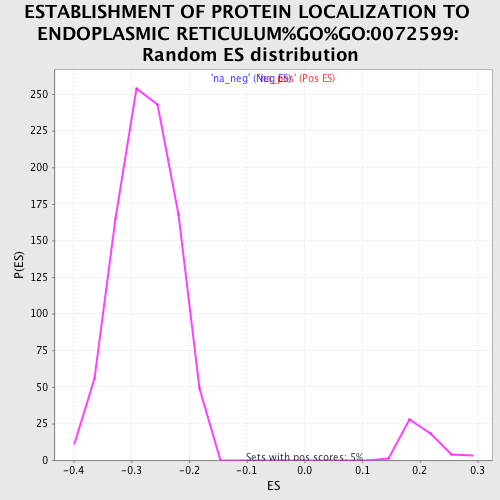 ESTABLISHMENT OF PROTEIN LOCALIZATION TO
ENDOPLASMIC RETICULUM%GO%GO:0072599:
Random ES distribution
'na_neg' (Neg ES)
'na_pos' (Pos ES)
250
225
200
175
150
125
100
75
50
25
0
P(ES)
Sets with pos scores: 5%
-0.4
-0.3
-0.2
-0.1
0.0
0.1
0.2
0.3
ES